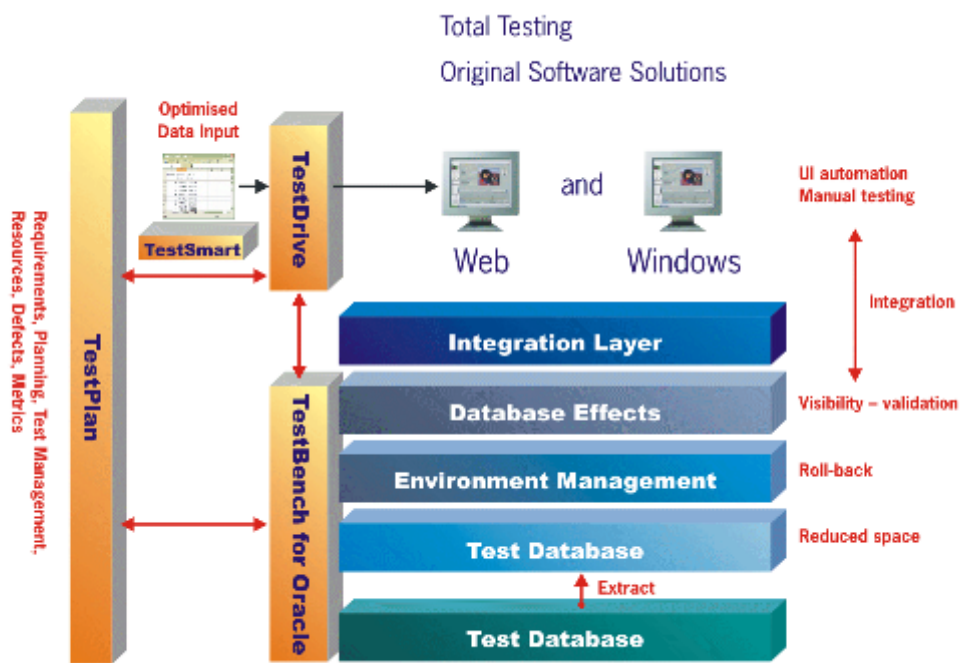 Total Testing
Original Software Solutions
Optimised
Data Input
TestSmart
TestDrive
Web
and
Windows
UI automation
Manual testing
Integration
Requirements, Planning, Test Management,
Resources, Defects, Metrics
TestPlan
TestBench for Oracle
Integration Layer
Database Effects
Visibility – validation
Environment Management
Roll-back
Test Database
Reduced space
Extract
Test Database